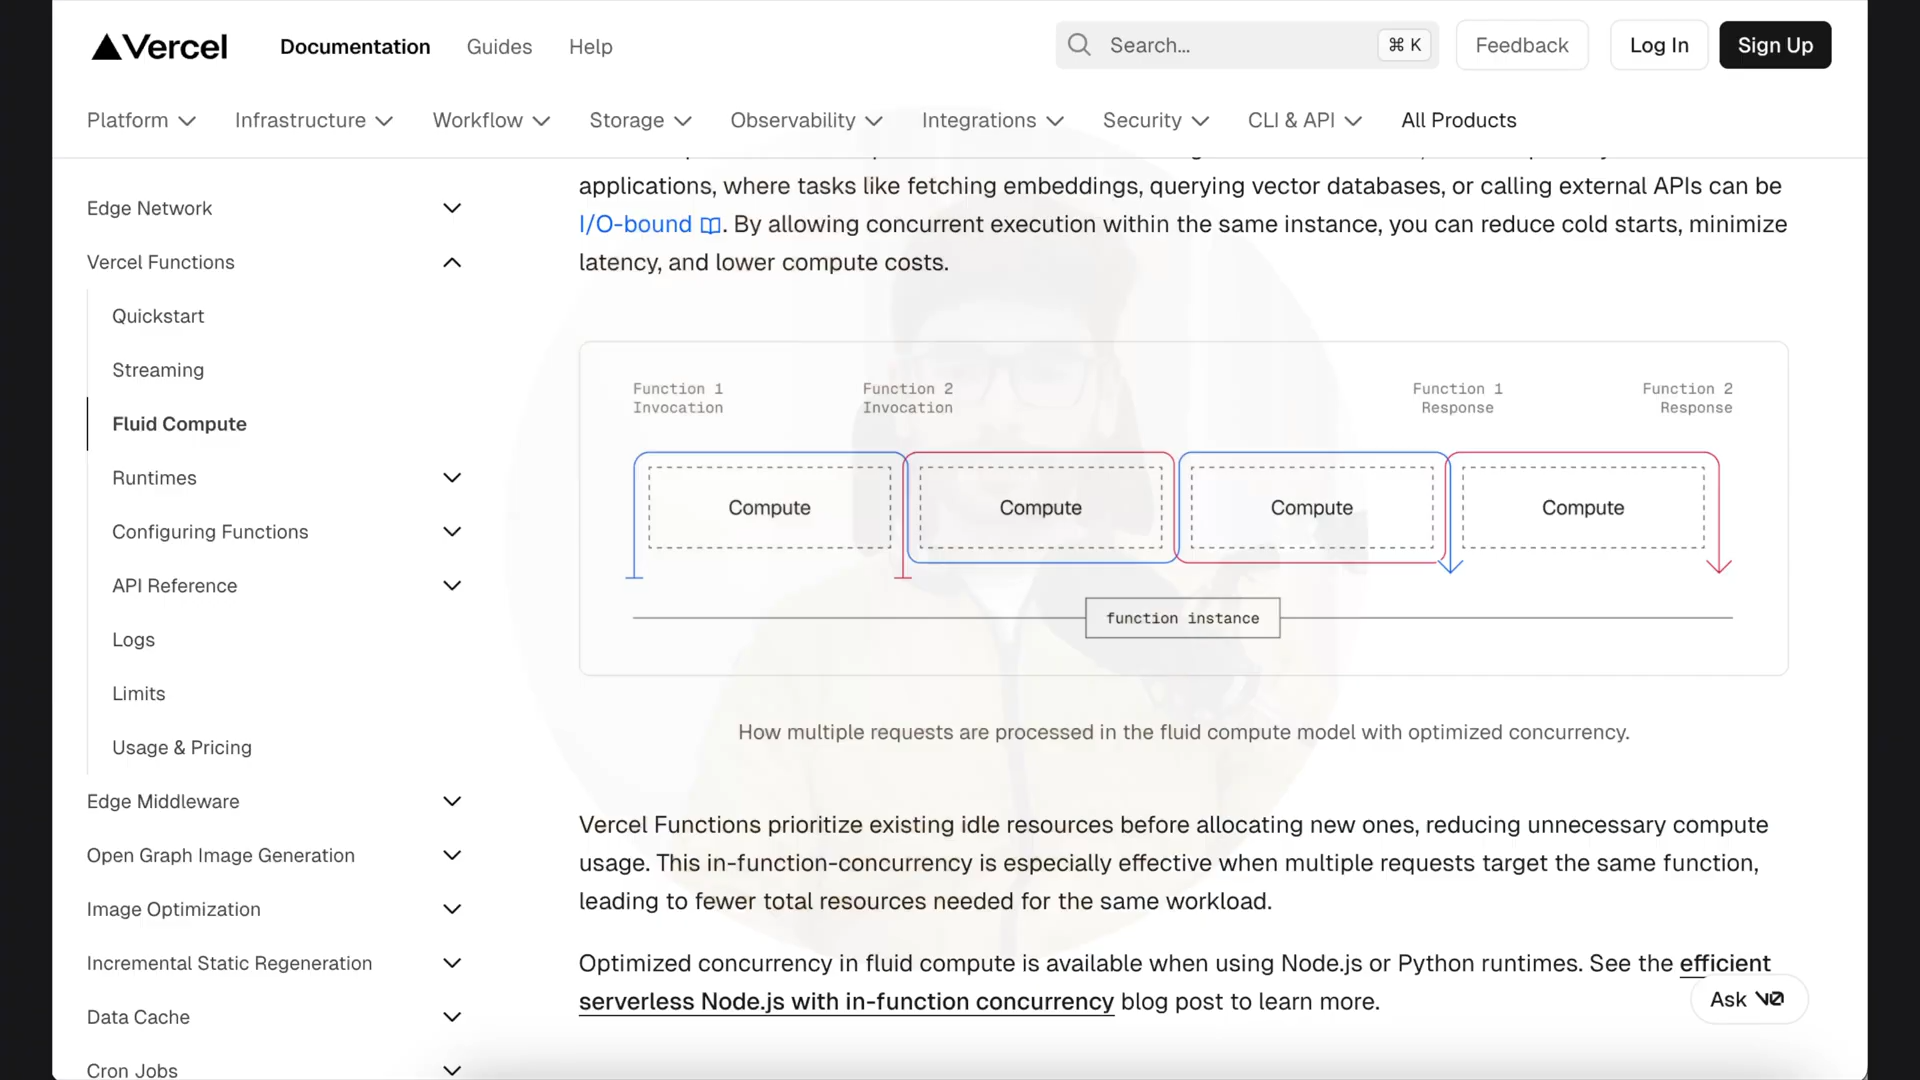 Vercel
Documentation
Guides
Help
Search...
⌘ K
Feedback
Log In
Sign Up
Platform
Infrastructure
Workflow
Storage
Observability
Integrations
Security
CLI & API
All Products
Edge Network
Vercel Functions
Quickstart
Streaming
Fluid Compute
Runtimes
Configuring Functions
API Reference
Logs
Limits
Usage & Pricing
Edge Middleware
Open Graph Image Generation
Image Optimization
Incremental Static Regeneration
Data Cache
Cron Jobs
applications, where tasks like fetching embeddings, querying vector databases, or calling external APIs can be
I/O-bound. By allowing concurrent execution within the same instance, you can reduce cold starts, minimize
latency, and lower compute costs.
Function 1
Invocation
Function 2
Invocation
Function 1
Response
Function 2
Response
Compute
Compute
Compute
Compute
function instance
How multiple requests are processed in the fluid compute model with optimized concurrency.
Vercel Functions prioritize existing idle resources before allocating new ones, reducing unnecessary compute
usage. This in-function-concurrency is especially effective when multiple requests target the same function,
leading to fewer total resources needed for the same workload.
Optimized concurrency in fluid compute is available when using Node.js or Python runtimes. See the efficient
serverless Node.js with in-function concurrency blog post to learn more.
Ask v0